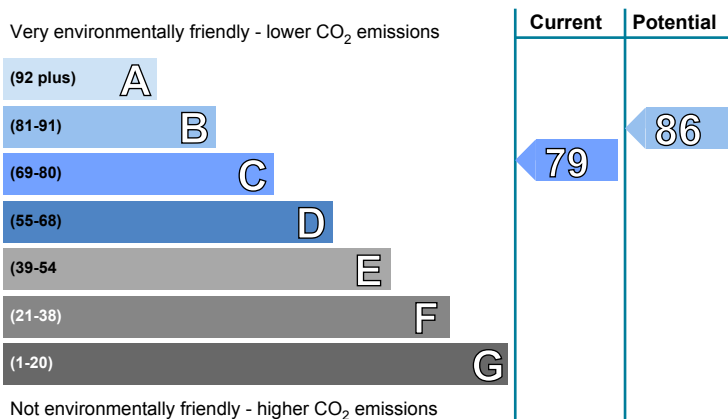 Current Potential
Very environmentally friendly - lower CO2 emissions
(92 plus) A
(81-91) B
86
(69-80) C
79
(55-68) D
(39-54 E
(21-38) F
(1-20) G
Not environmentally friendly - higher CO2 emissions